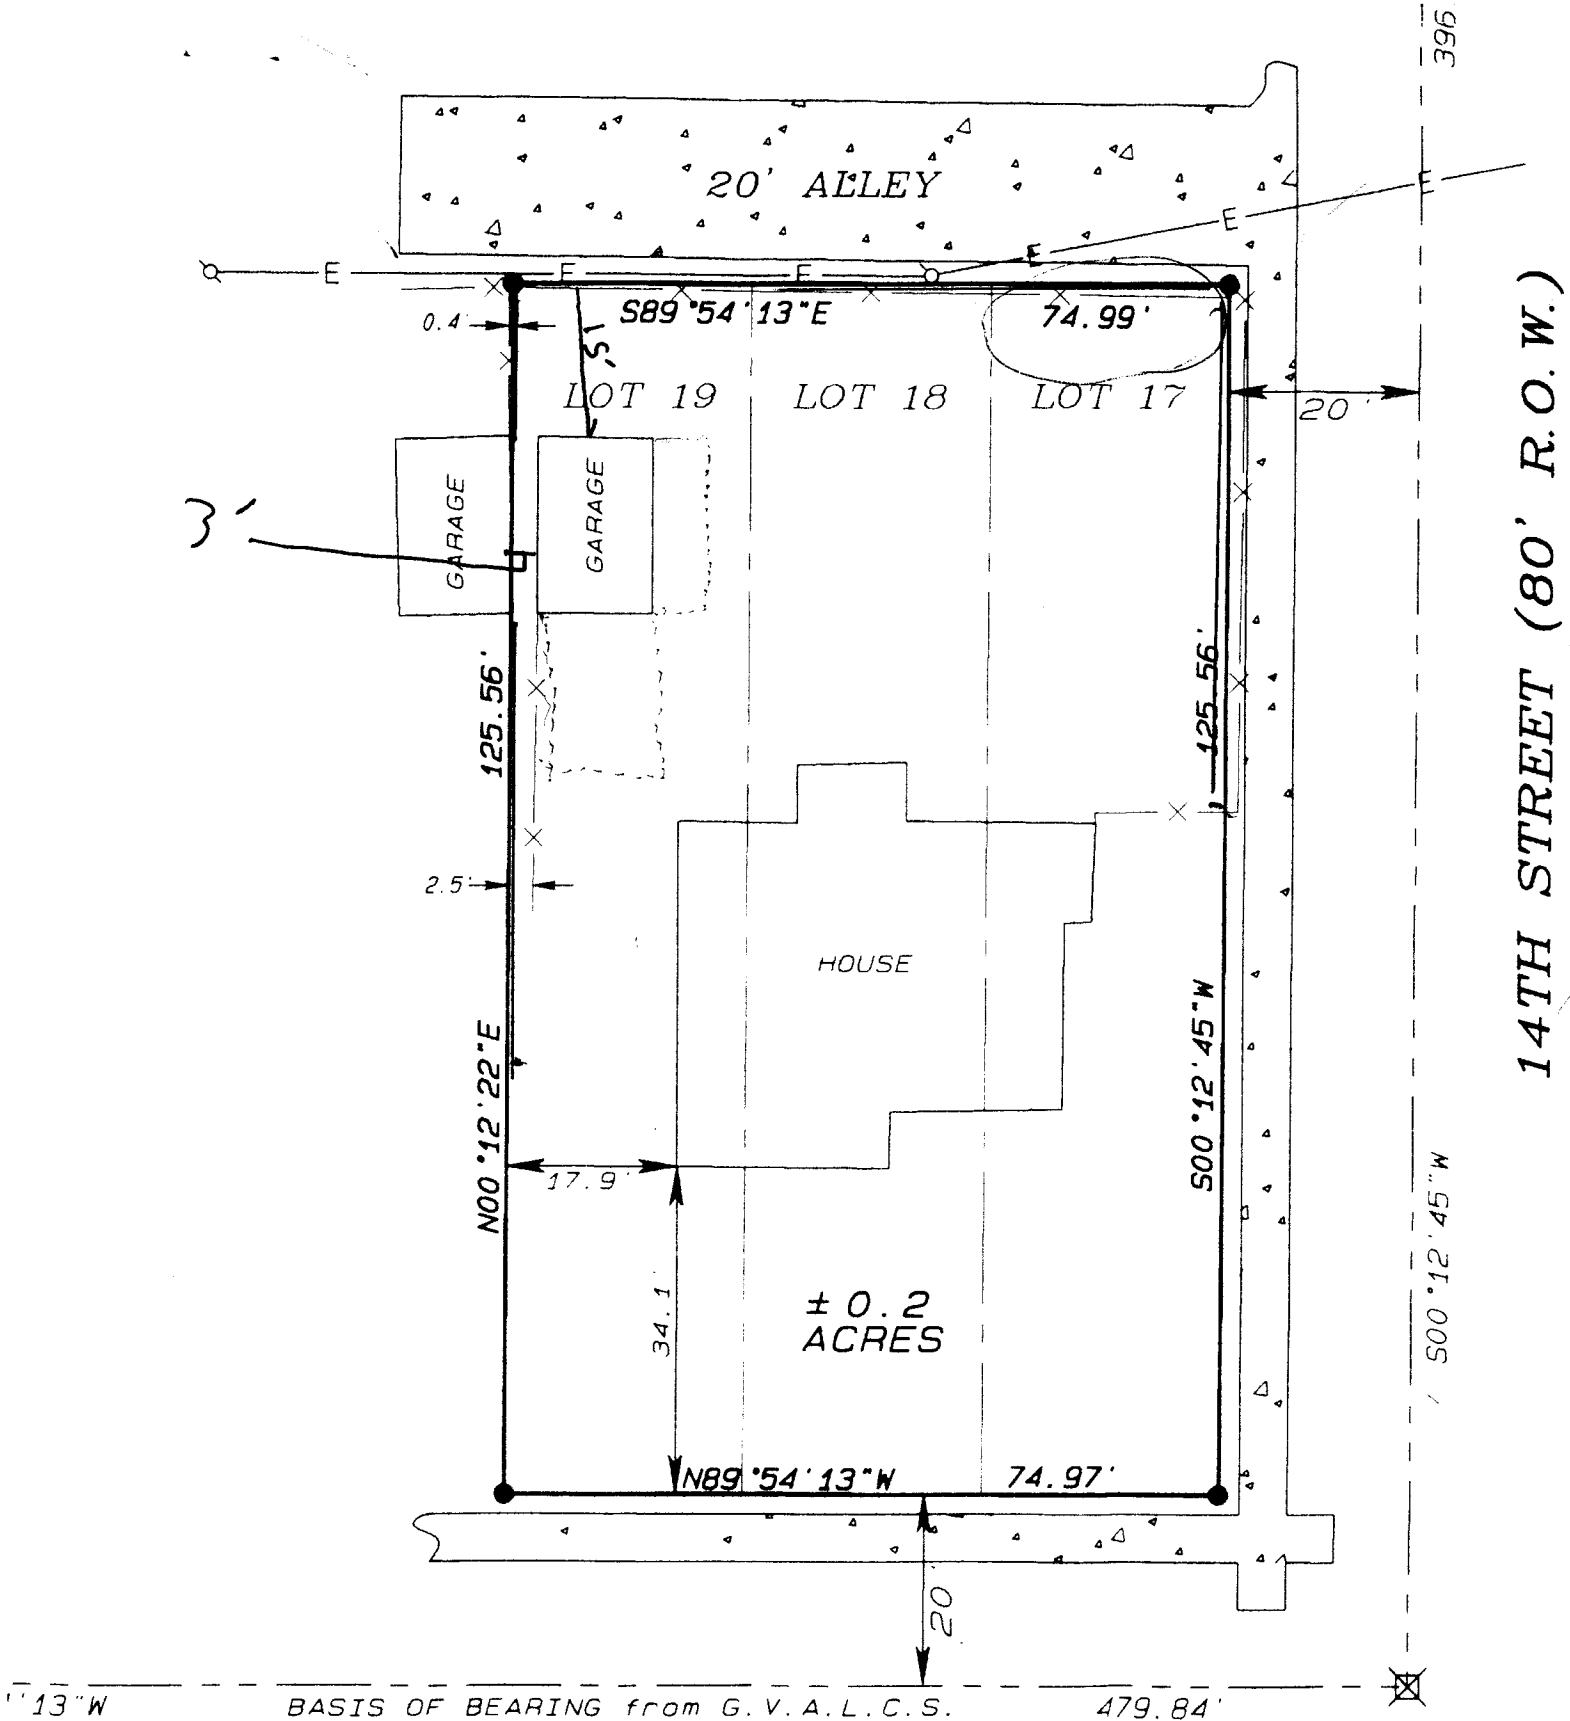 396
20' ALLEY
E
E
E
E
E
E
S89°54'13"E
74.99'
0.4'
15'
LOT 19
LOT 18
LOT 17
20'
GARAGE
GARAGE
3'
14TH STREET (80' R.O.W.)
125.56'
125.56'
2.5'
HOUSE
N00°12'22"E
S00°12'45"W
17.9'
34.1'
± 0.2
ACRES
S00°12'45"W
N89°54'13"W
74.97'
20'
'13"W
BASIS OF BEARING from G.V.A.L.C.S.
479.84'